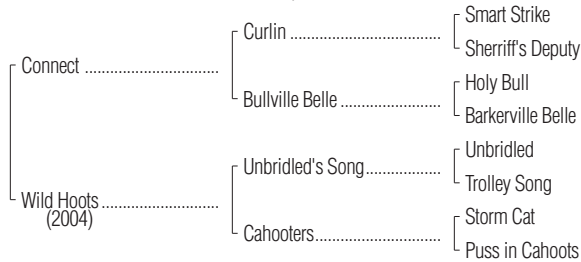 Smart Strike
Curlin ..............................
Sherriff's Deputy
Connect ..................................
Holy Bull
Bullville Belle ......................
Barkerville Belle
Unbridled
Unbridled's Song.................
Trolley Song
Wild Hoots .............................
(2004)
Storm Cat
Cahooters............................
Puss in Cahoots